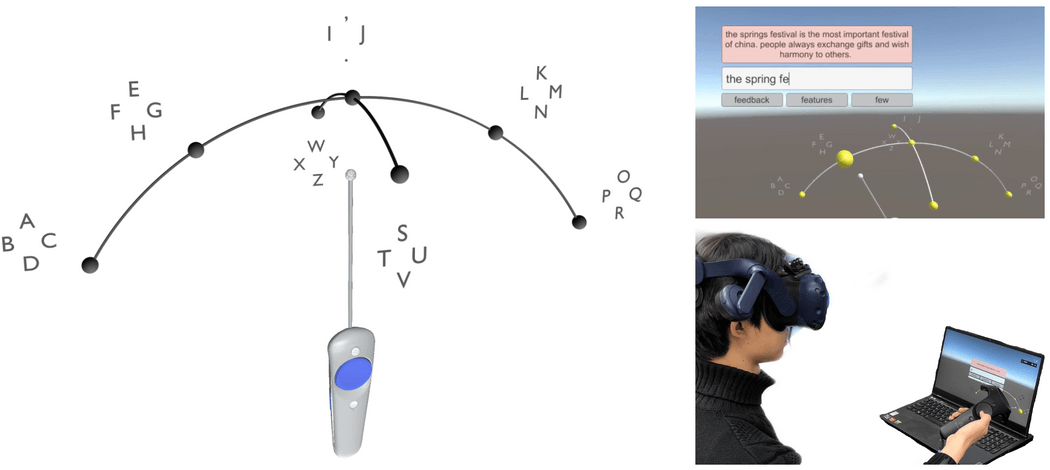 I ' J
.
E
F G
H
K
L M
N
A
B C
D
W
X Y
Z
O
P Q
R
S
T U
V
the springs festival is the most important festival
of china. people always exchange gifts and wish
harmony to others.
the spring fe
feedback features few
I J
E
F G
H
W
Z
K
L M
N
A
B C
D
O
P Q
R